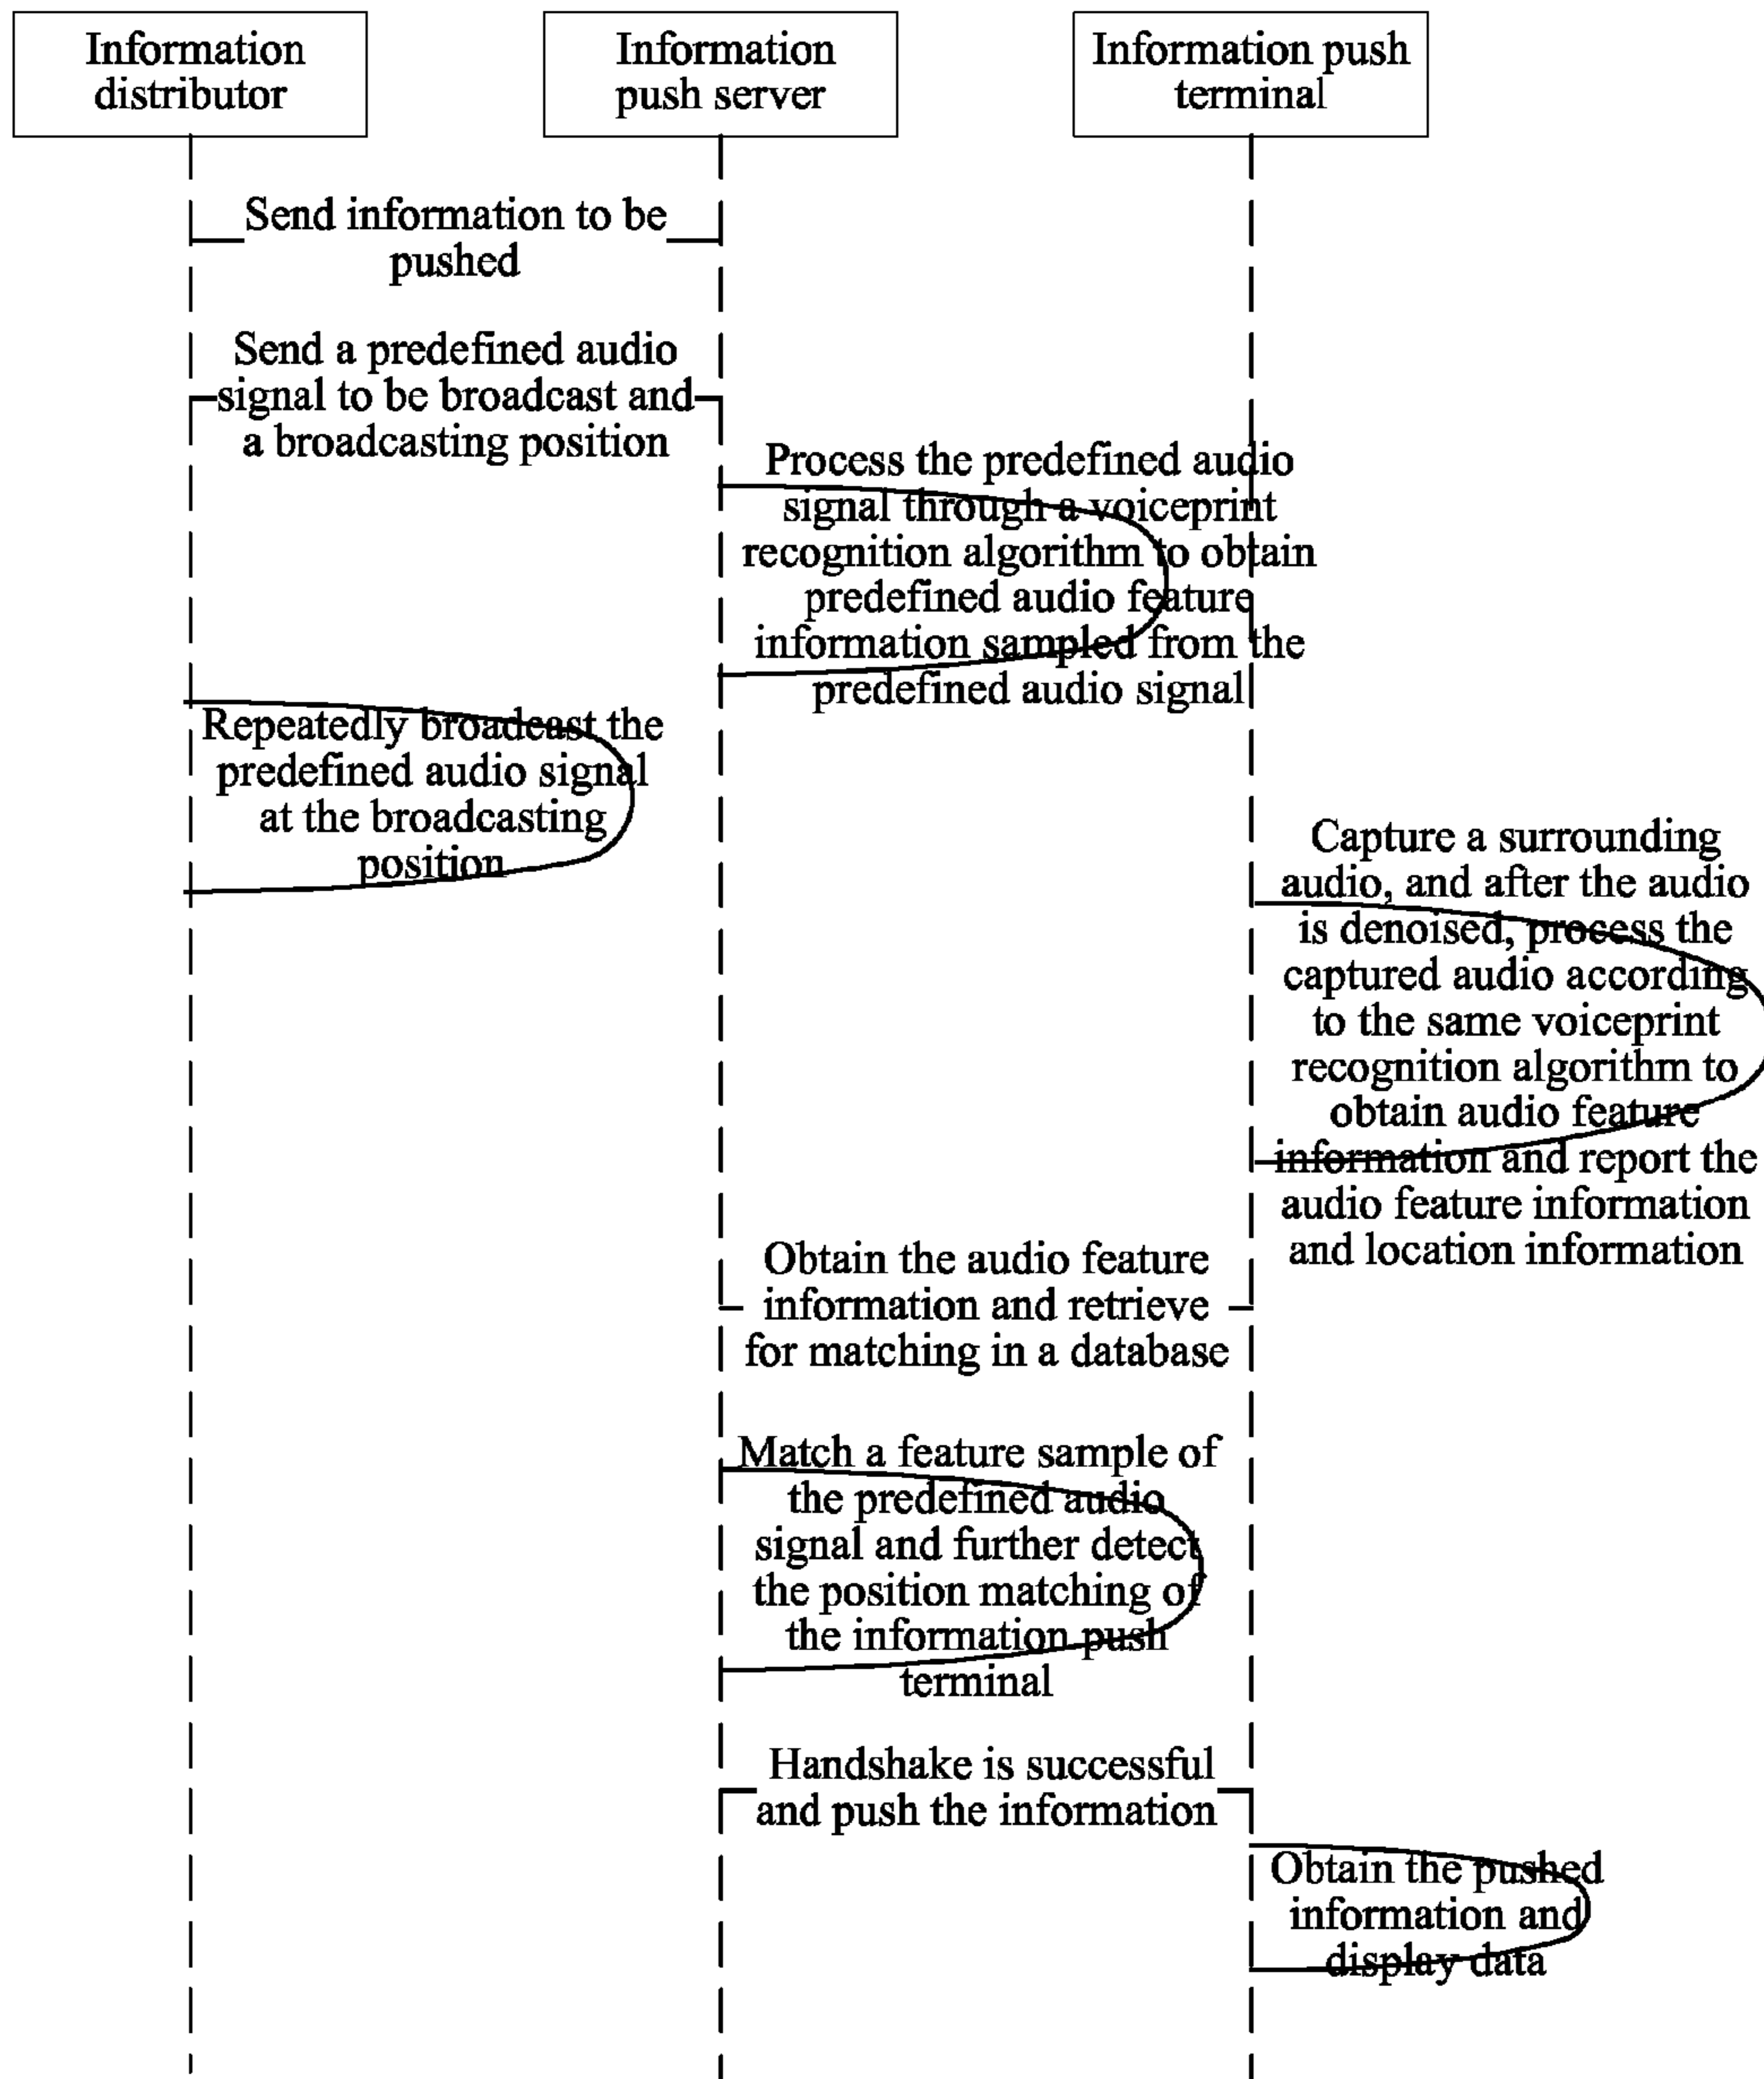 Information
distributor
Information
push server
Information push
terminal
Send information to be
pushed
Send a predefined audio
signal to be broadcast and
a broadcasting position
Process the predefined audio
signal through a voiceprint
recognition algorithm to obtain
predefined audio feature
information sampled from the
predefined audio signal
Repeatedly broadcast the
predefined audio signal
at the broadcasting
position
Capture a surrounding
audio, and after the audio
is denoised, process the
captured audio according
to the same voiceprint
recognition algorithm to
obtain audio feature
information and report the
audio feature information
and location information
Obtain the audio feature
information and retrieve
for matching in a database
Match a feature sample of
the predefined audio
signal and further detect
the position matching of
the information push
terminal
Handshake is successful
and push the information
Obtain the pushed
information and
display data